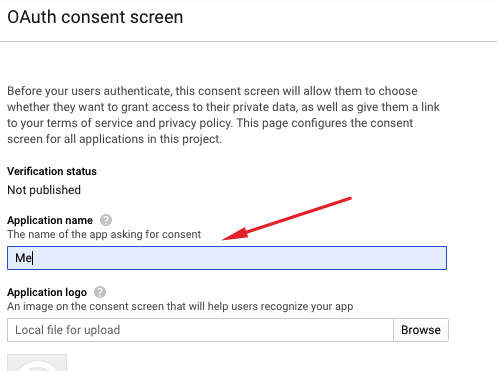 OAuth consent screen
Before your users authenticate, this consent screen will allow them to choose
whether they want to grant access to their private data, as well as give them a link
to your terms of service and privacy policy. This page configures the consent
screen for all applications in this project.
Verification status
Not published
Application name ?
The name of the app asking for consent
Me
Application logo ?
An image on the consent screen that will help users recognize your app
Local file for upload Browse